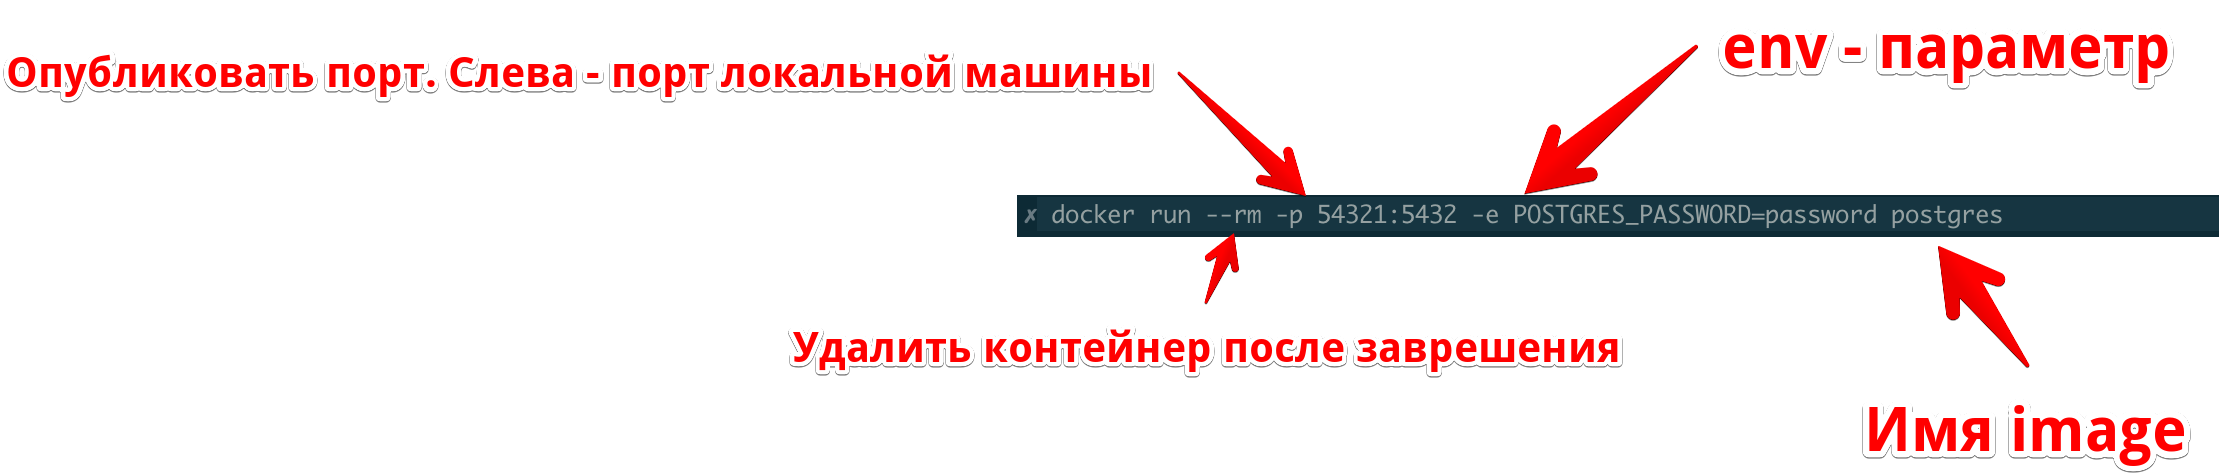 env - параметр
Опубликовать порт. Слева - порт локальной машины
✗ docker run --rm -p 54321:5432 -e POSTGRES_PASSWORD=password postgres
Удалить контейнер после заврешения
Имя image